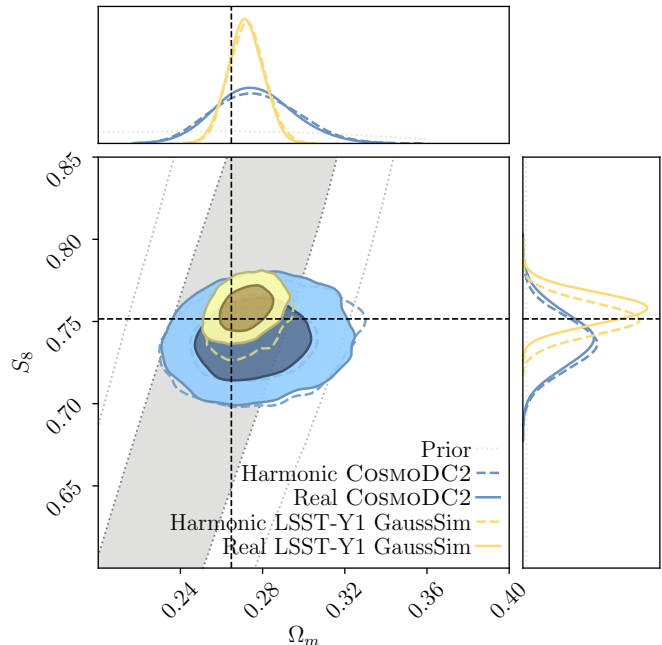 0.85
0.80
0.75
0.70
0.65
S₈
Prior
Harmonic COSMODC2
Real COSMODC2
Harmonic LSST-Y1 GaussSim
Real LSST-Y1 GaussSim
0.24
0.28
0.32
0.36
0.40
Ωₘ